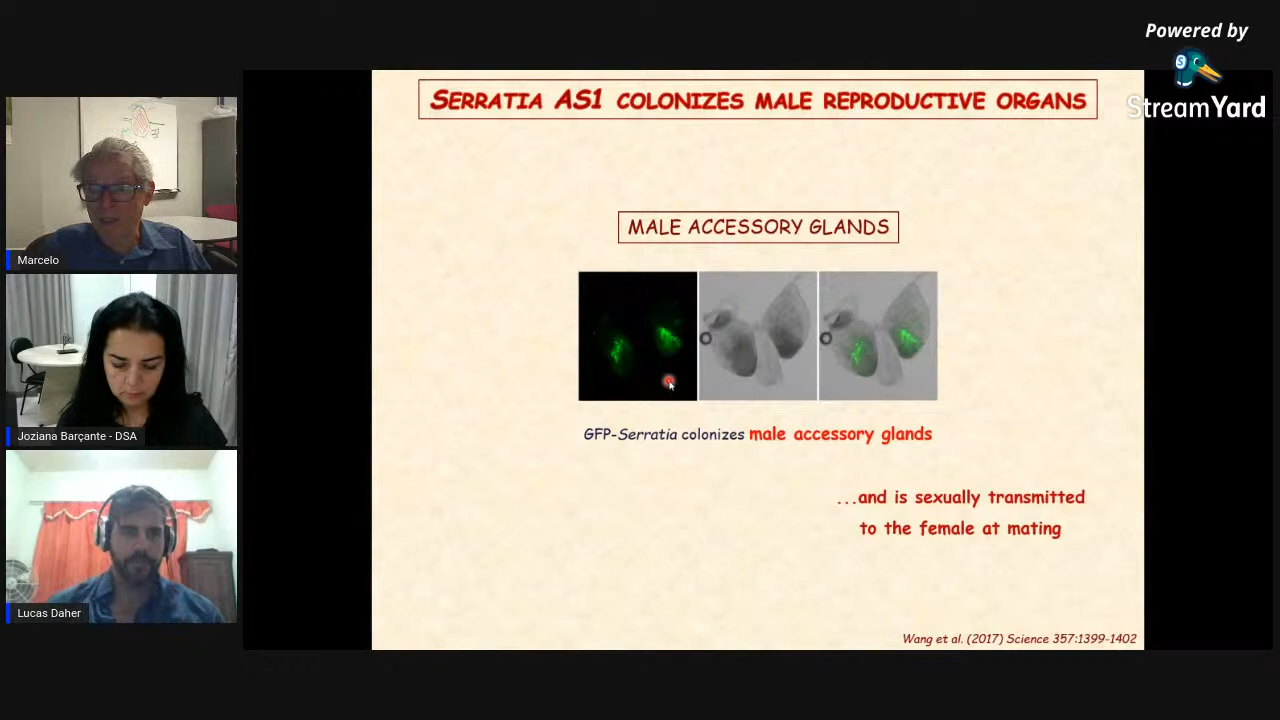 Powered by
StreamYard
SERRATIA AS1 COLONIZES MALE REPRODUCTIVE ORGANS
MALE ACCESSORY GLANDS
GFP-Serratia colonizes male accessory glands
...and is sexually transmitted
to the female at mating
Wang et al. (2017) Science 357:1399-1402
Marcelo
Joziana Barçante - DSA
Lucas Daher